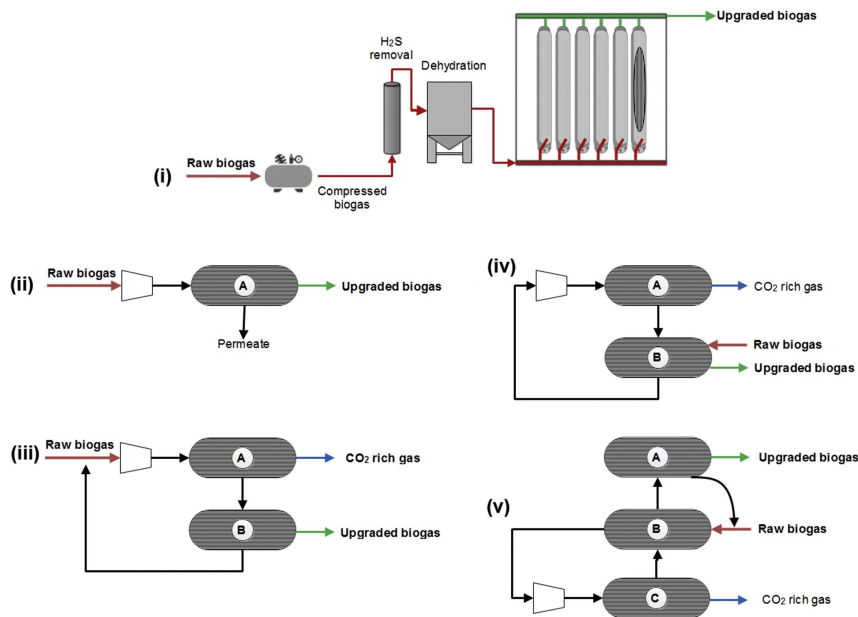 Upgraded biogas
H₂S
removal
Dehydration
(i)
Raw biogas
Compressed
biogas
(ii)
Raw biogas
A
Upgraded biogas
Permeate
(iii)
Raw biogas
A
CO₂ rich gas
B
Upgraded biogas
(iv)
A
CO₂ rich gas
B
Raw biogas
Upgraded biogas
(v)
A
Upgraded biogas
B
Raw biogas
C
CO₂ rich gas